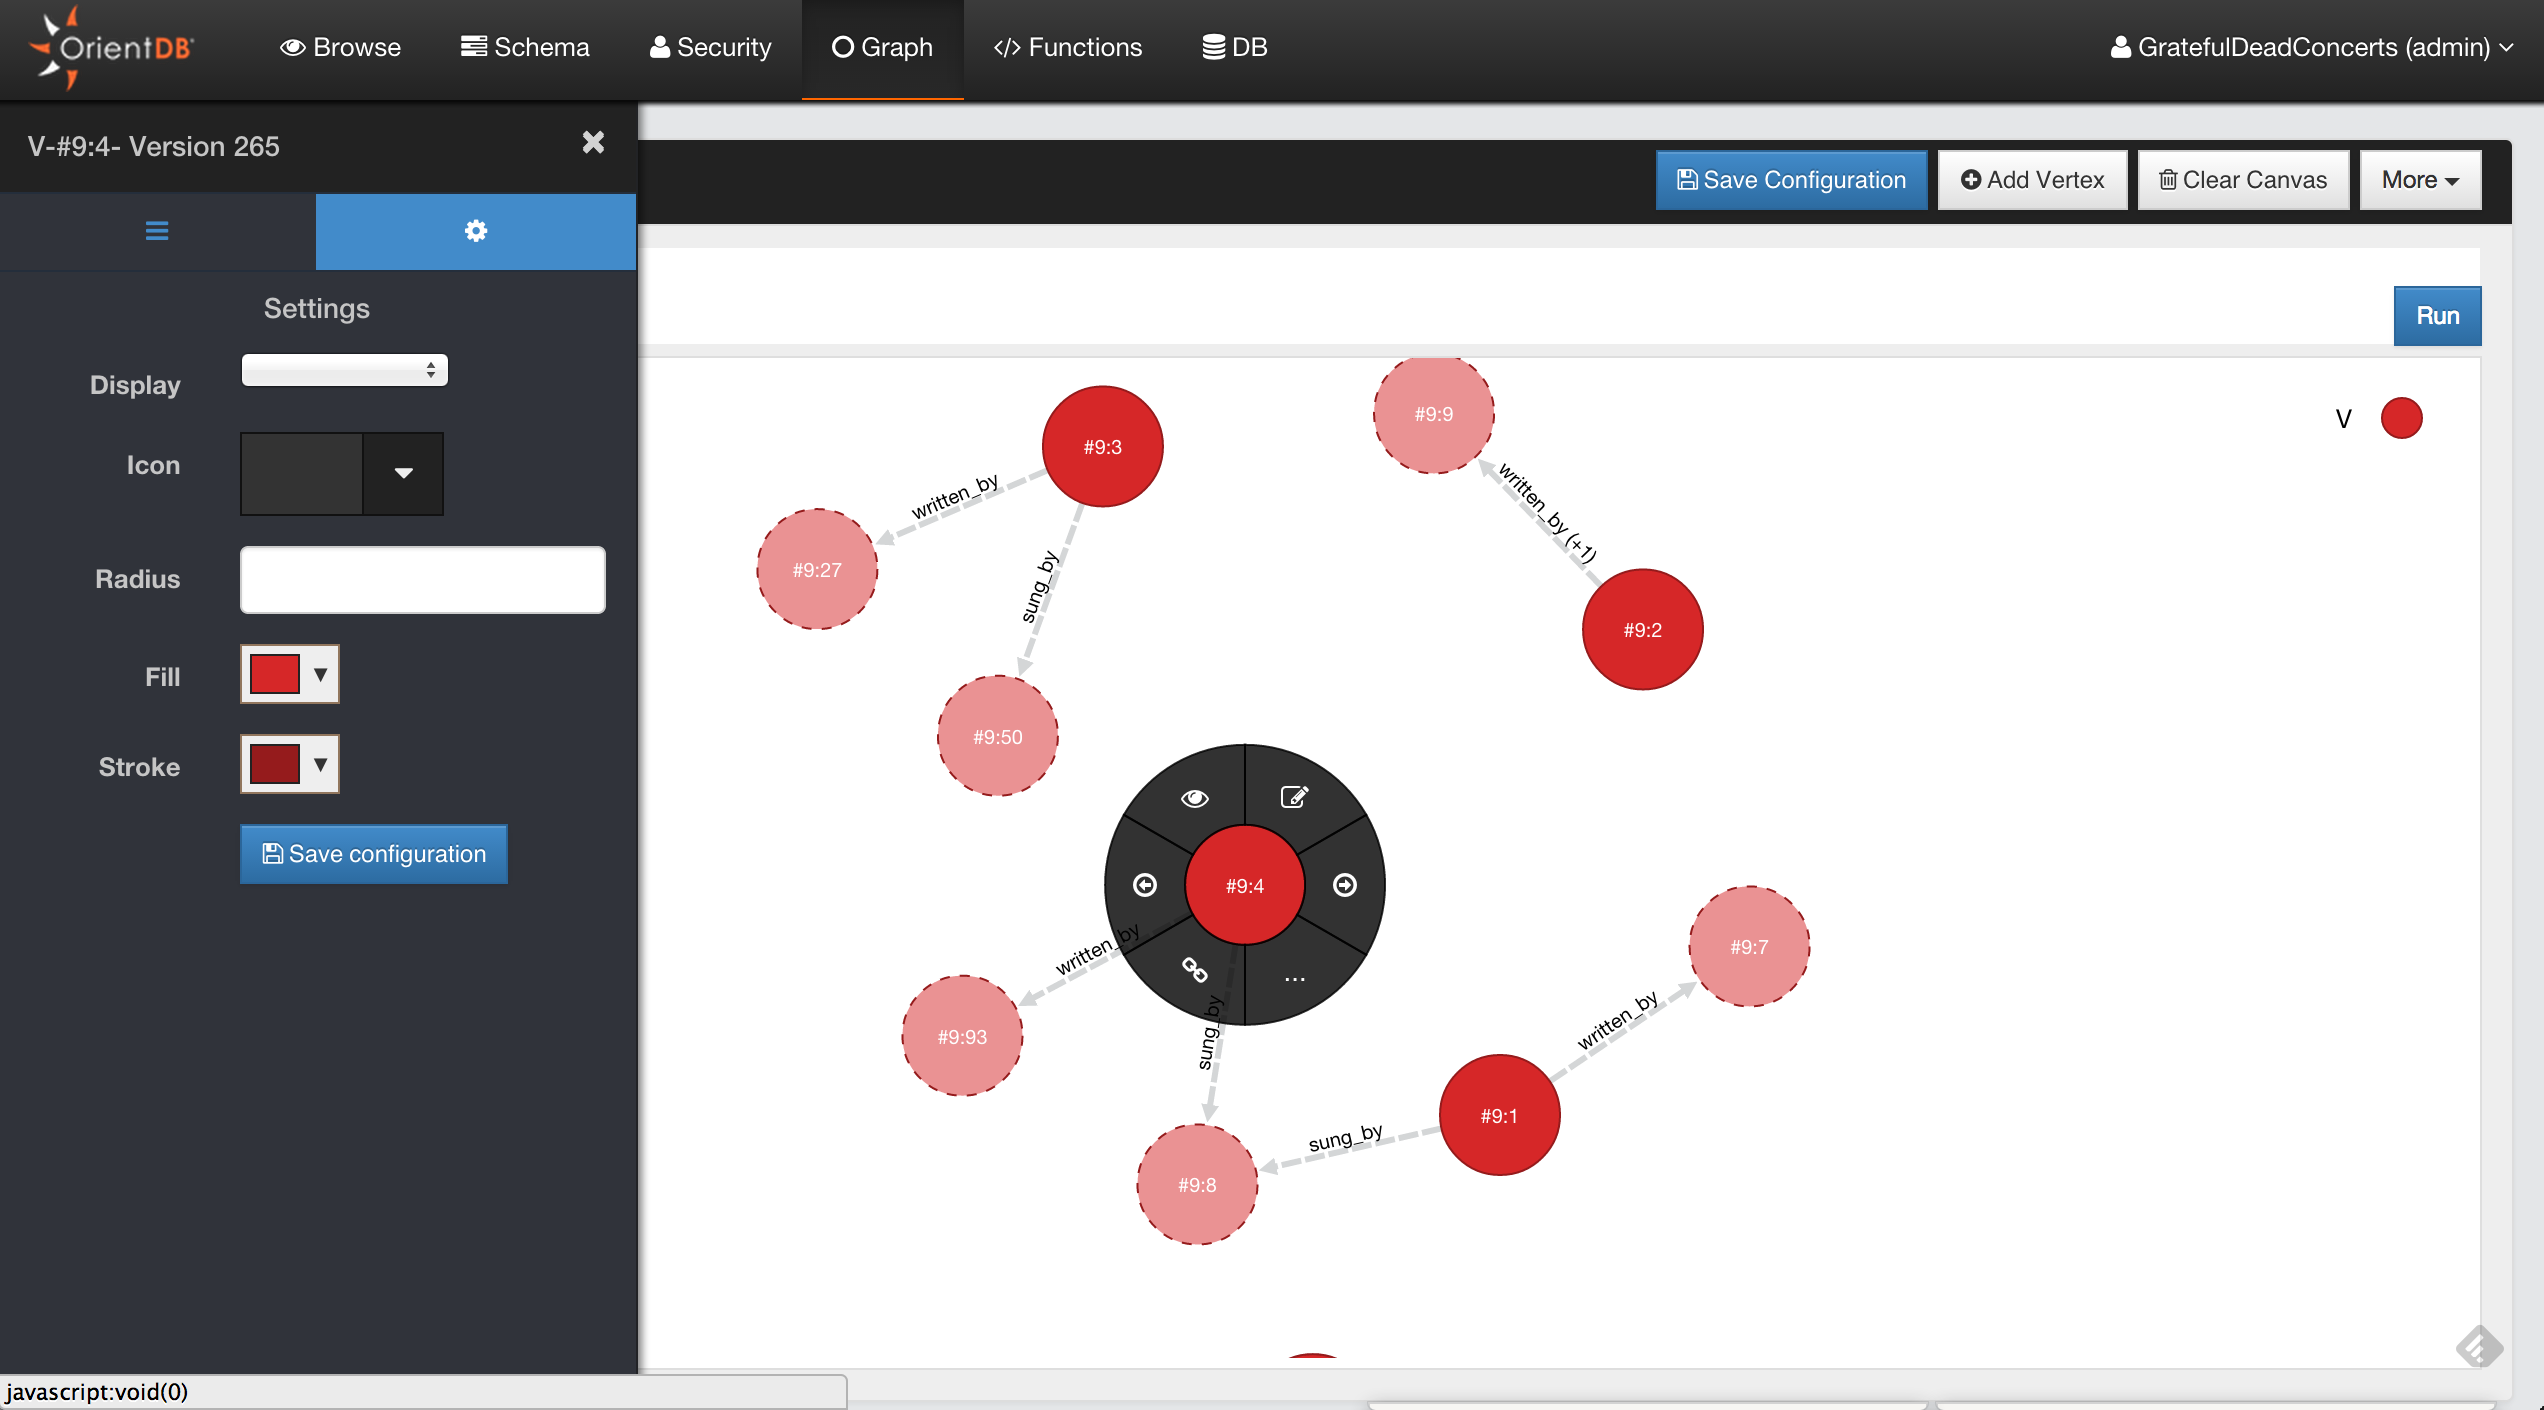 OrientDB
Browse
Schema
Security
Graph
</> Functions
DB
GratefulDeadConcerts (admin)
V-#9:4- Version 265
Save Configuration
Add Vertex
Clear Canvas
More
Settings
Run
Display
Icon
Radius
Fill
Stroke
Save configuration
V
#9:3
#9:9
written_by
written_by (+1)
#9:27
sung_by
#9:2
#9:50
#9:4
...
written_by
#9:7
#9:93
sung_by
written_by
#9:1
sung_by
#9:8
javascript:void(0)